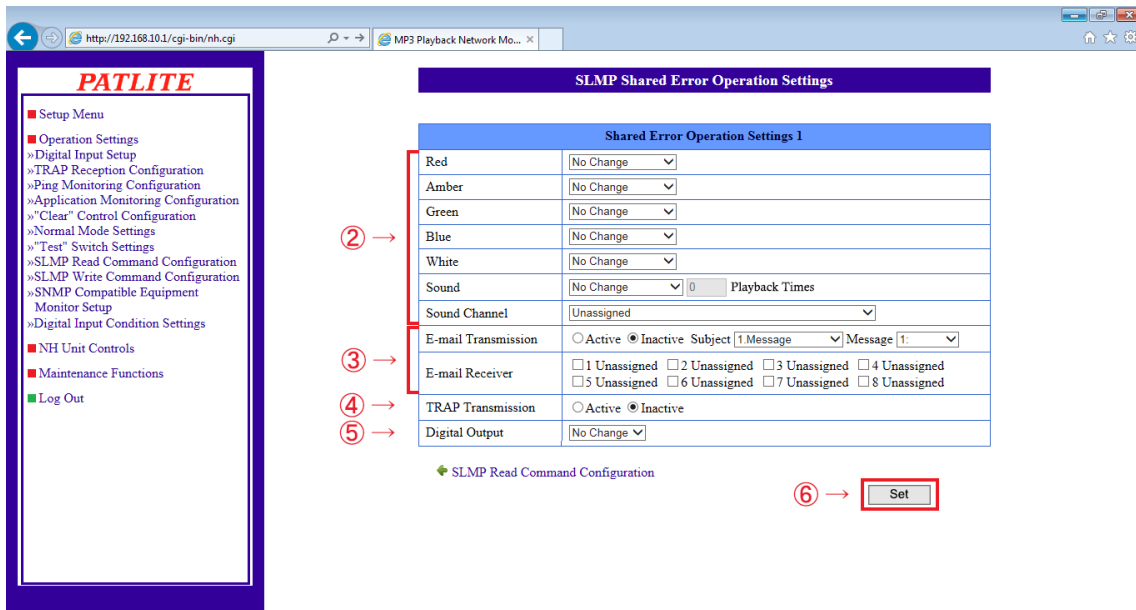 http://192.168.10.1/cgi-bin/nh.cgi
MP3 Playback Network Mo...
PATLITE
Setup Menu
Operation Settings
»Digital Input Setup
»TRAP Reception Configuration
»Ping Monitoring Configuration
»Application Monitoring Configuration
»"Clear" Control Configuration
»Normal Mode Settings
»"Test" Switch Settings
»SLMP Read Command Configuration
»SLMP Write Command Configuration
»SNMP Compatible Equipment
Monitor Setup
»Digital Input Condition Settings
NH Unit Controls
Maintenance Functions
Log Out
SLMP Shared Error Operation Settings
Shared Error Operation Settings 1
② →
Red No Change
Amber No Change
Green No Change
Blue No Change
White No Change
Sound No Change 0 Playback Times
Sound Channel Unassigned
③ →
E-mail Transmission Active Inactive Subject 1.Message Message 1:
E-mail Receiver 1 Unassigned 2 Unassigned 3 Unassigned 4 Unassigned
5 Unassigned 6 Unassigned 7 Unassigned 8 Unassigned
④ → TRAP Transmission Active Inactive
⑤ → Digital Output No Change
SLMP Read Command Configuration
⑥ → Set